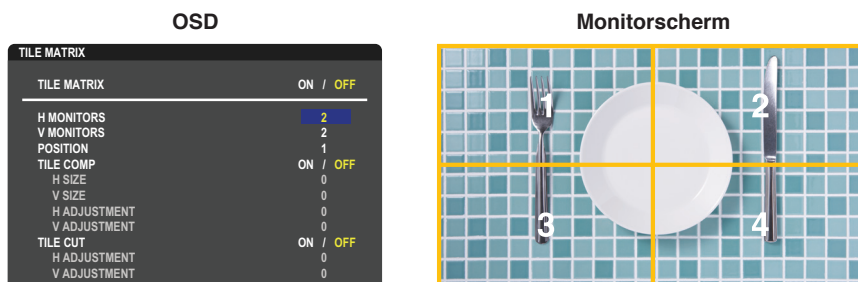 OSD
Monitorscherm
TILE MATRIX
TILE MATRIX ON / OFF
H MONITORS 2
V MONITORS 2
POSITION 1
TILE COMP ON / OFF
H SIZE 0
V SIZE 0
H ADJUSTMENT 0
V ADJUSTMENT 0
TILE CUT ON / OFF
H ADJUSTMENT 0
V ADJUSTMENT 0
1 2
3 4